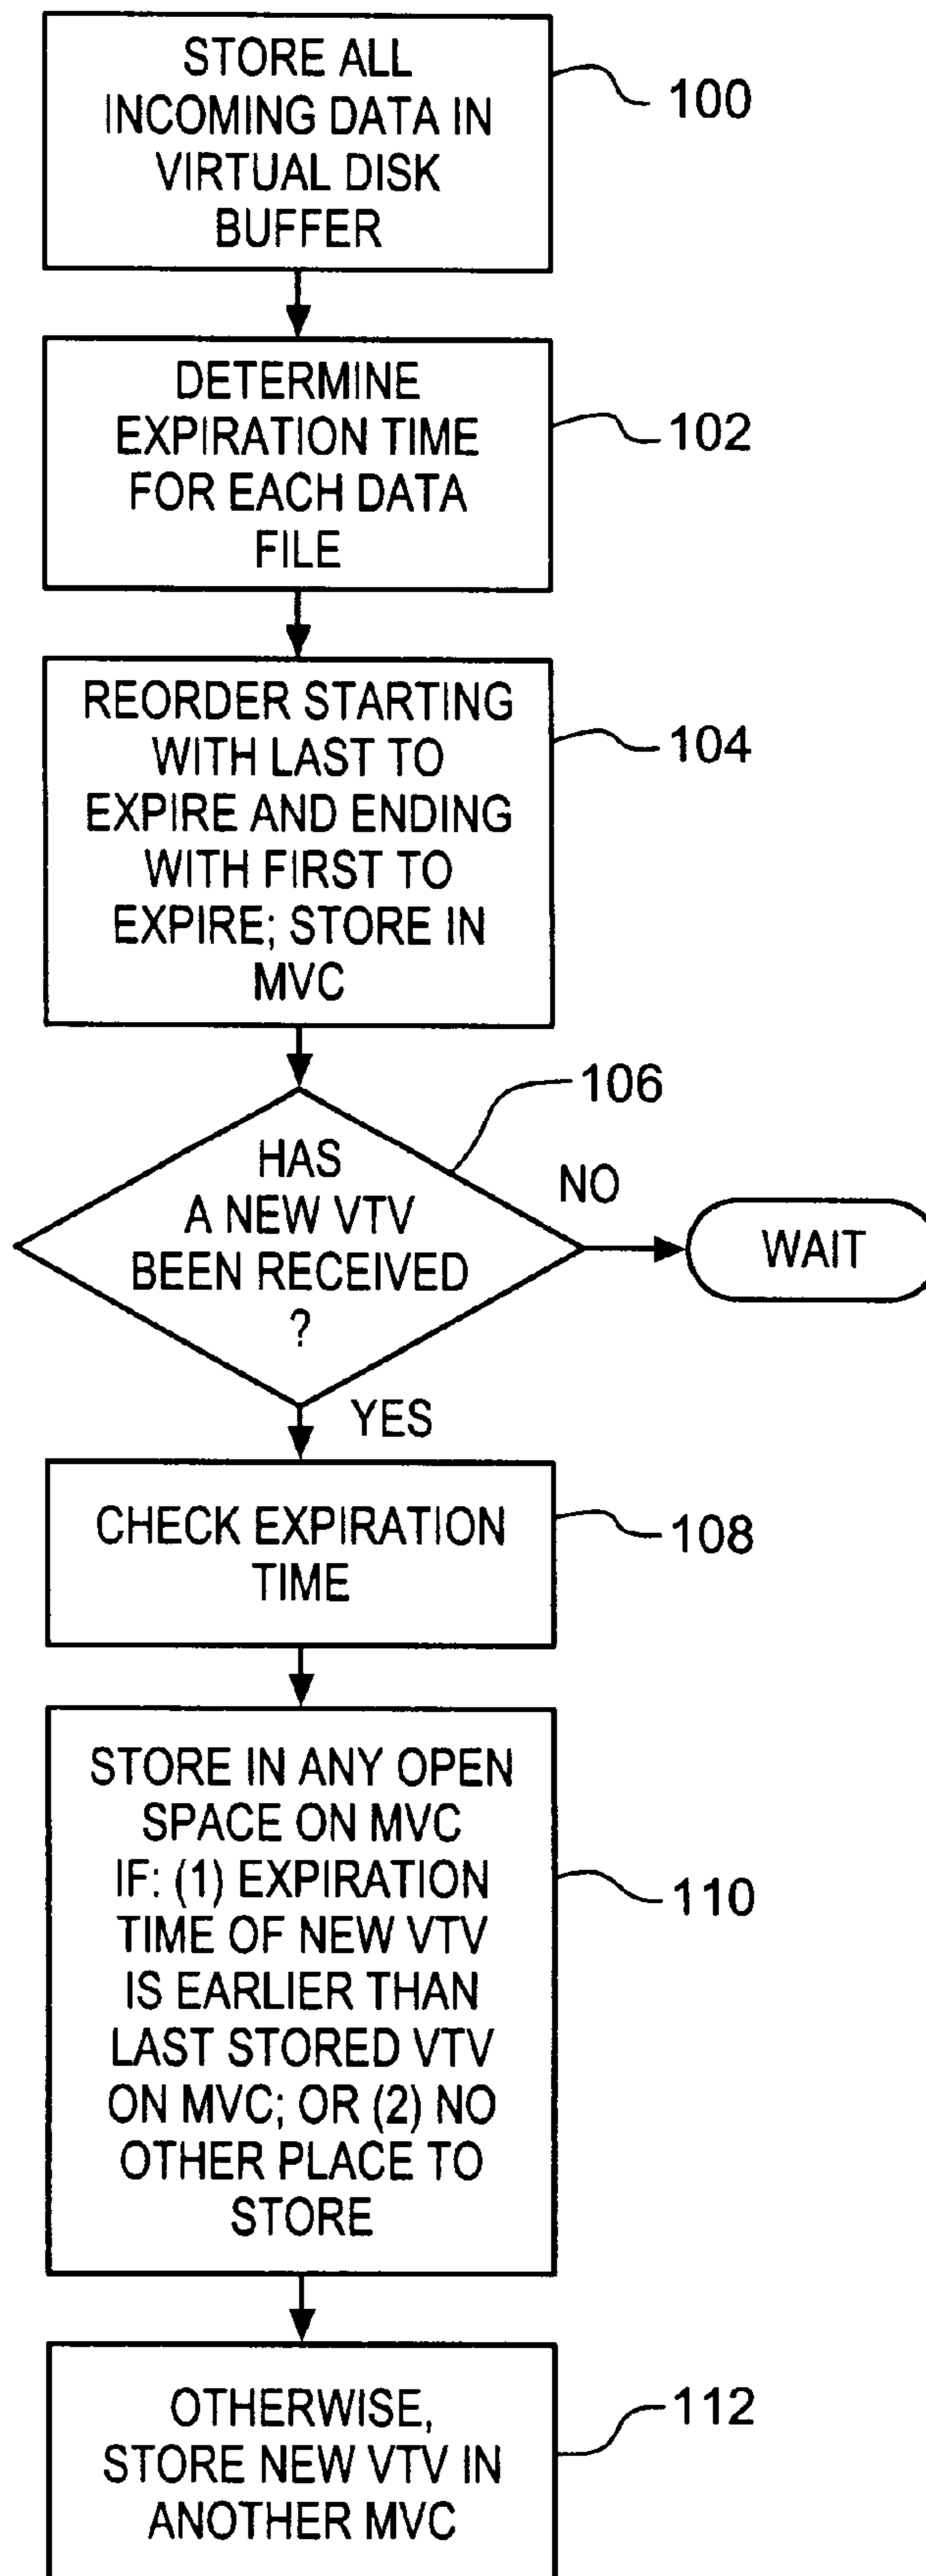 STORE ALL
INCOMING DATA IN
VIRTUAL DISK
BUFFER
100
DETERMINE
EXPIRATION TIME
FOR EACH DATA
FILE
102
REORDER STARTING
WITH LAST TO
EXPIRE AND ENDING
WITH FIRST TO
EXPIRE; STORE IN
MVC
104
106
HAS
A NEW VTV
BEEN RECEIVED
?
NO
WAIT
YES
CHECK EXPIRATION
TIME
108
STORE IN ANY OPEN
SPACE ON MVC
IF: (1) EXPIRATION
TIME OF NEW VTV
IS EARLIER THAN
LAST STORED VTV
ON MVC; OR (2) NO
OTHER PLACE TO
STORE
110
OTHERWISE,
STORE NEW VTV IN
ANOTHER MVC
112